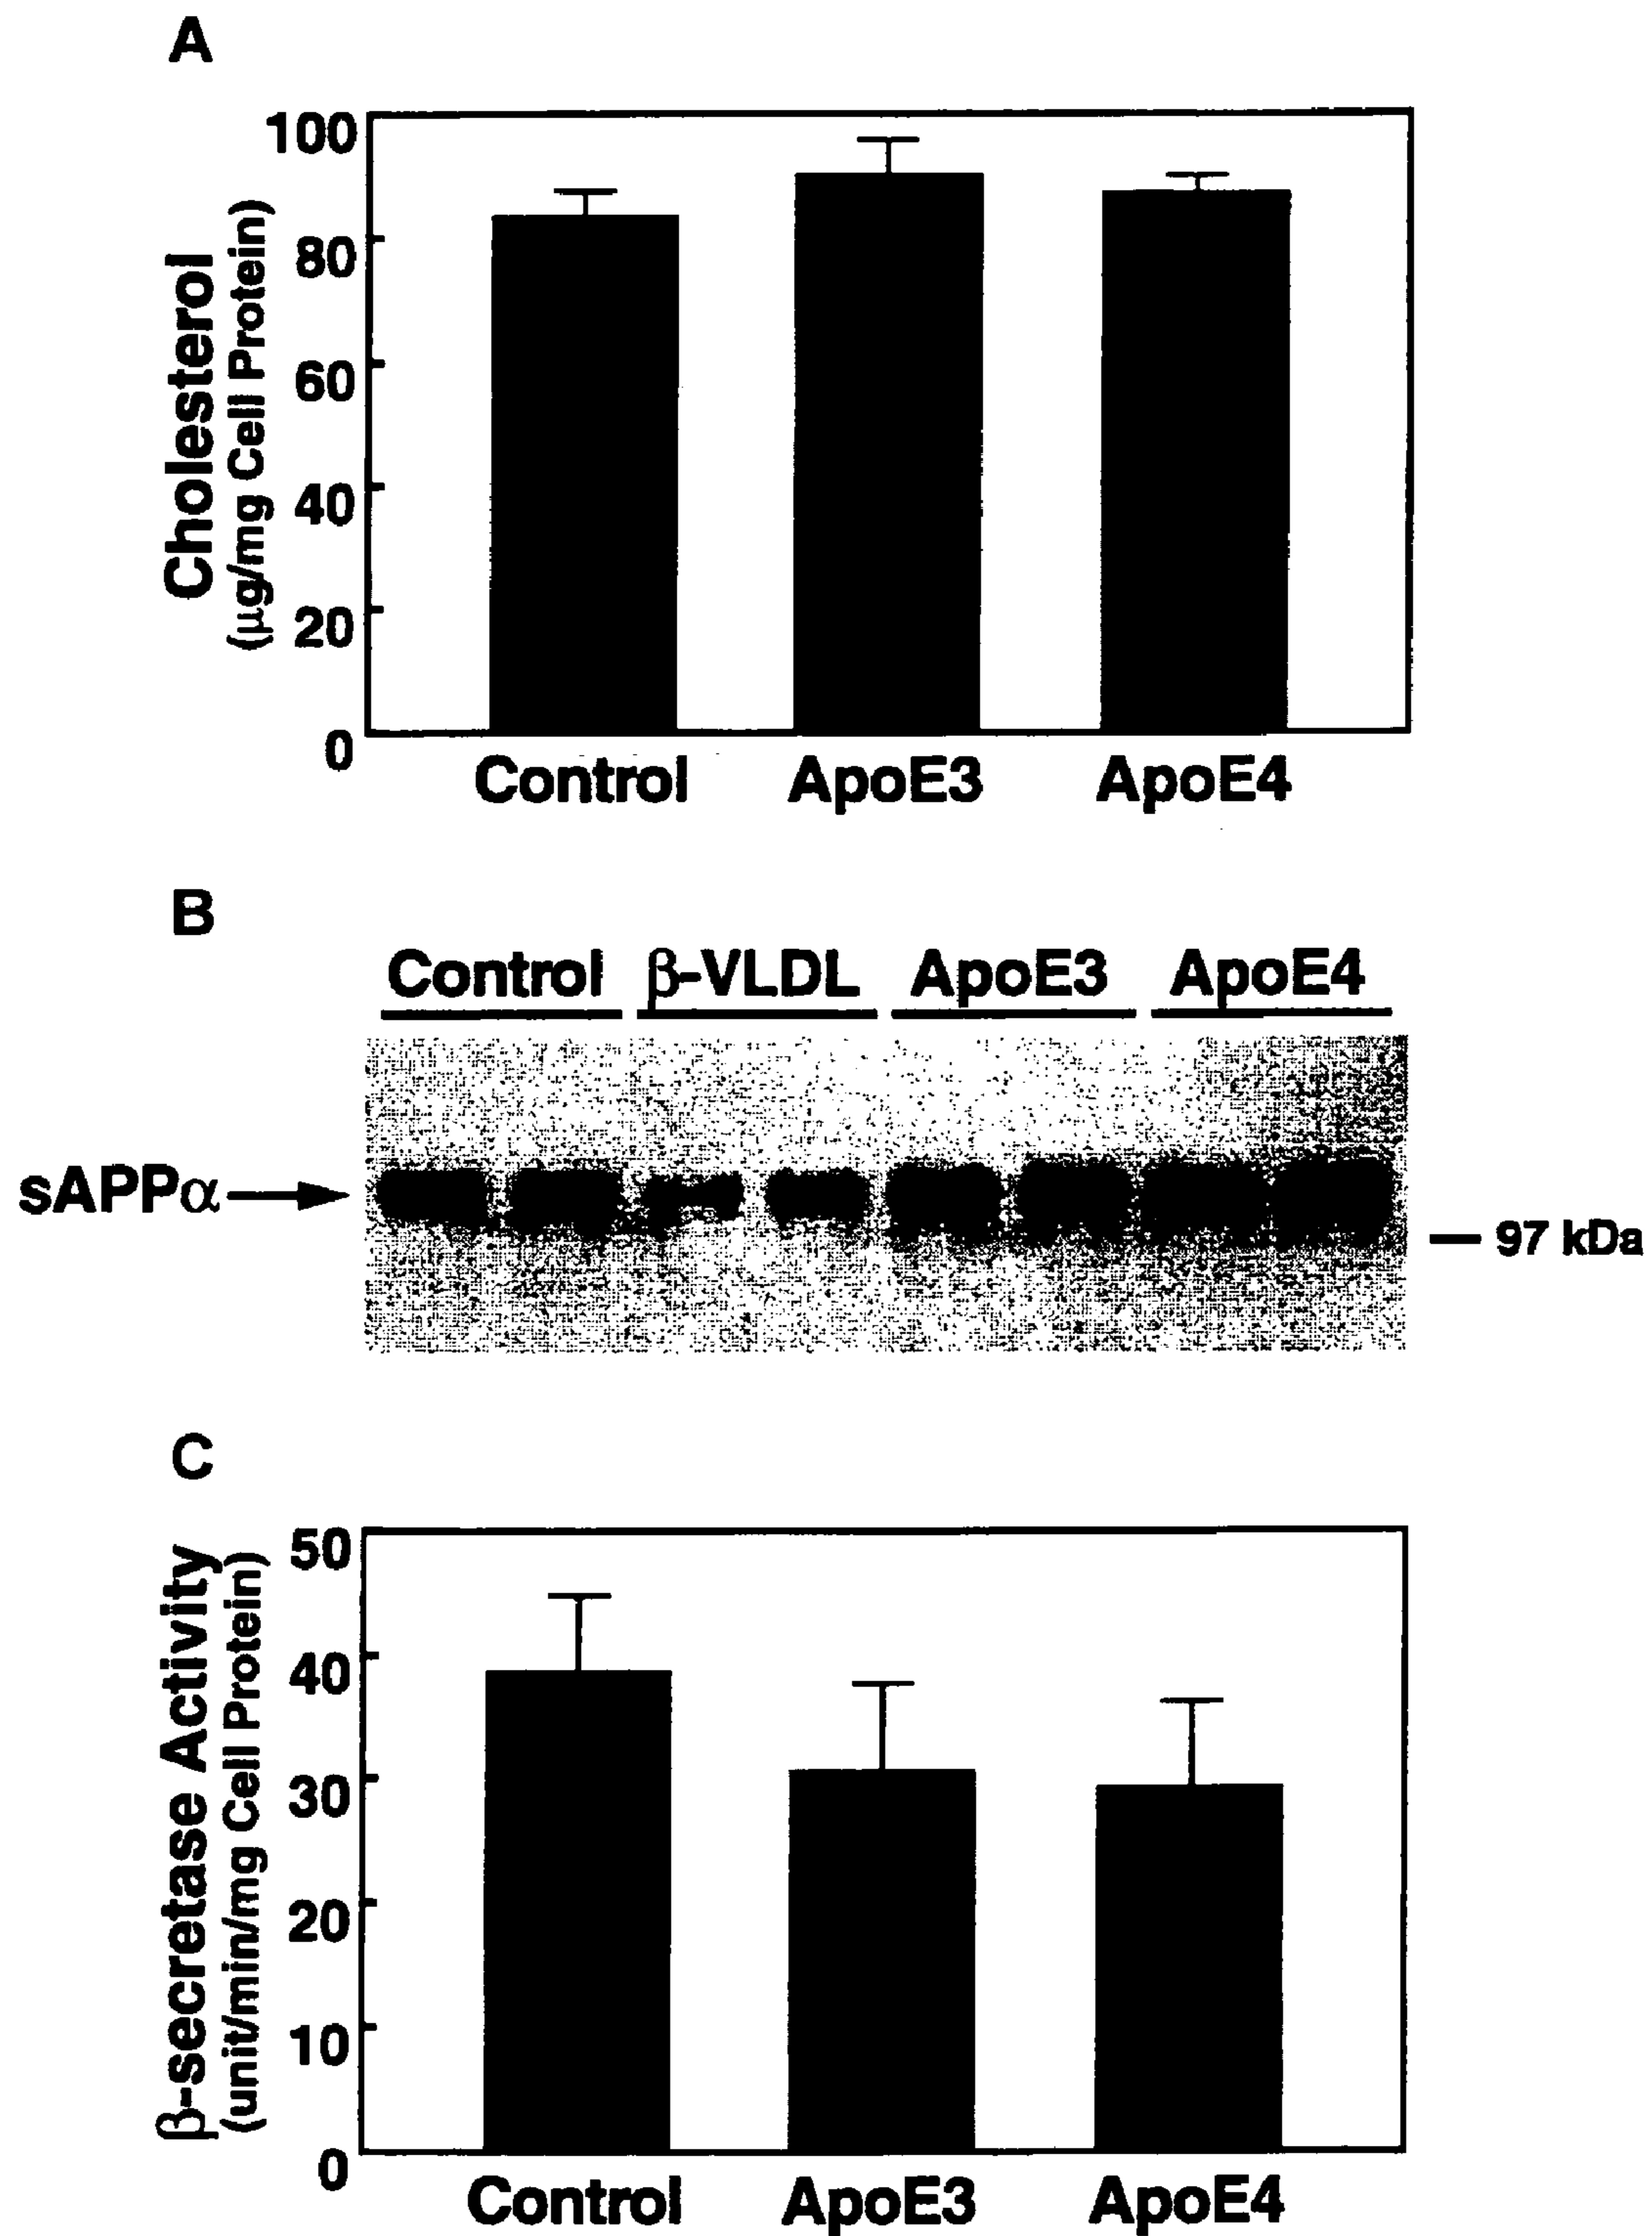 A
Cholesterol
(μg/mg Cell Protein)
100
80
60
40
20
0
Control ApoE3 ApoE4
B
Control β-VLDL ApoE3 ApoE4
sAPPα
97 kDa
C
β-secretase Activity
(unit/min/mg Cell Protein)
50
40
30
20
10
0
Control ApoE3 ApoE4